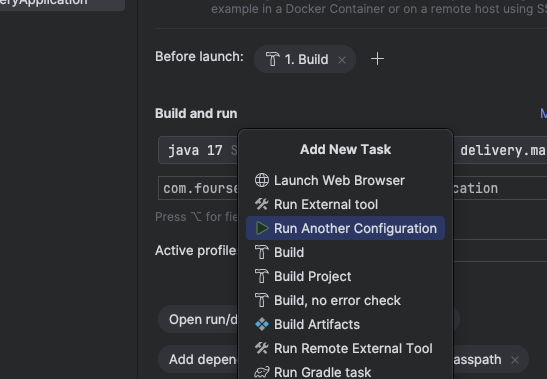 eryApplication
example in a Docker Container or on a remote host using SS
Before launch:
1. Build
Build and run
M
java 17
delivery.ma
com.fourse
cation
Press ⌥ for fie
Active profile
Open run/d
Add depen
asspath
Add New Task
Launch Web Browser
Run External tool
Run Another Configuration
Build
Build Project
Build, no error check
Build Artifacts
Run Remote External Tool
Run Gradle task